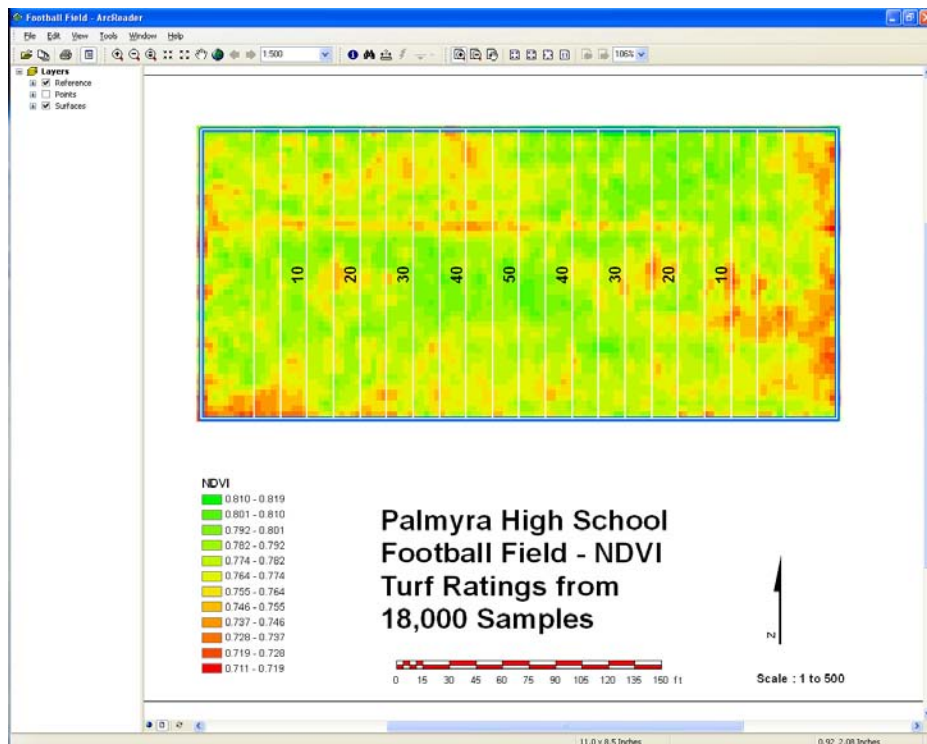 Football Field - ArcReader
File Edit View Tools Window Help
1:500
106%
Layers
Reference
Points
Surfaces
10 20 30 40 50 40 30 20 10
NDVI
0.810 - 0.819
0.801 - 0.810
0.792 - 0.801
0.782 - 0.792
0.774 - 0.782
0.764 - 0.774
0.755 - 0.764
0.746 - 0.755
0.737 - 0.746
0.728 - 0.737
0.719 - 0.728
0.711 - 0.719
Palmyra High School
Football Field - NDVI
Turf Ratings from
18,000 Samples
0 15 30 45 60 75 90 105 120 135 150 ft
N
Scale : 1 to 500
11.0 x 8.5 Inches
0.92, 2.08 Inches